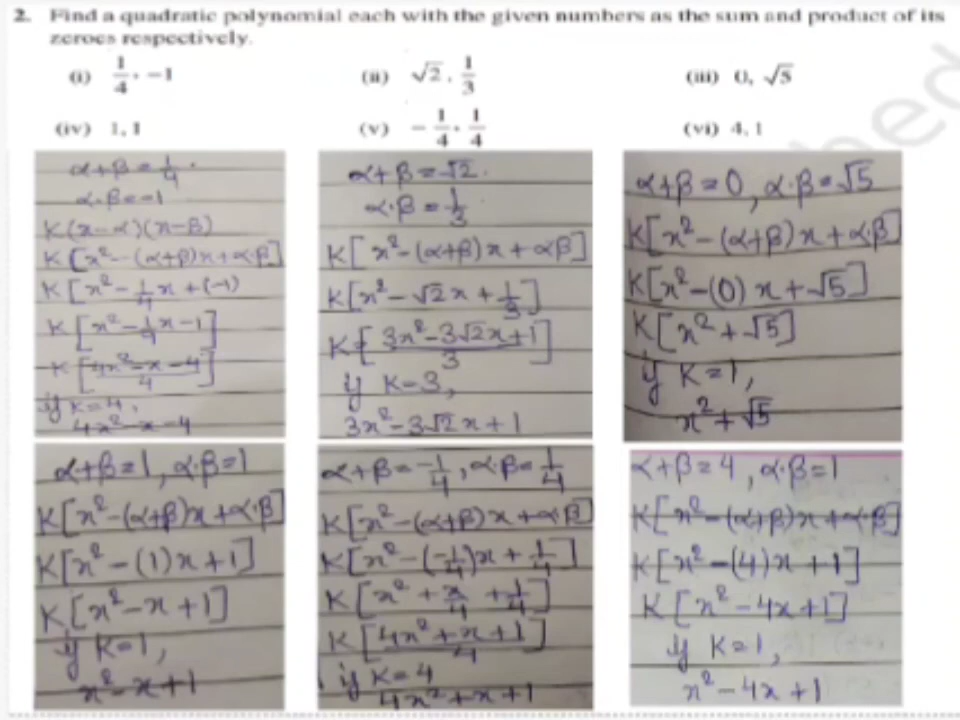 2. Find a quadratic polynomial each with the given numbers as the sum and product of its
zeroes respectively.
(i) 1/4, -1 (ii) √2, 1/3 (iii) 0, √5
(iv) 1, 1 (v) -1/4, 1/4 (vi) 4, 1
α+β = 1/4.
α·β = -1
K(x-α)(x-β)
K[x²-(α+β)x+α·β]
K[x²-1/4x+(-1)
K[x²-1/4x-1]
K[4x²-x-4/4]
if K=4,
4x²-x-4
α+β = √2.
α·β = 1/3
K[x²-(α+β)x+αβ]
K[x²-√2x+1/3]
K[3x²-3√2x+1/3]
if K=3,
3x²-3√2x+1
α+β=0, α·β=√5
K[x²-(α+β)x+α·β]
K[x²-(0)x+√5]
K[x²+√5]
if K=1,
x²+√5
α+β=1, α·β=1
K[x²-(α+β)x+α·β]
K[x²-(1)x+1]
K[x²-x+1]
if K=1,
x²-x+1
α+β=-1/4, α·β=1/4
K[x²-(α+β)x+αβ]
K[x²-(-1/4)x+1/4]
K[x²+x/4+1/4]
K[4x²+x+1/4]
if K=4
4x²+x+1
α+β=4, α·β=1
K[x²-(α+β)x+α·β]
K[x²-(4)x+1]
K[x²-4x+1]
if K=1,
x²-4x+1